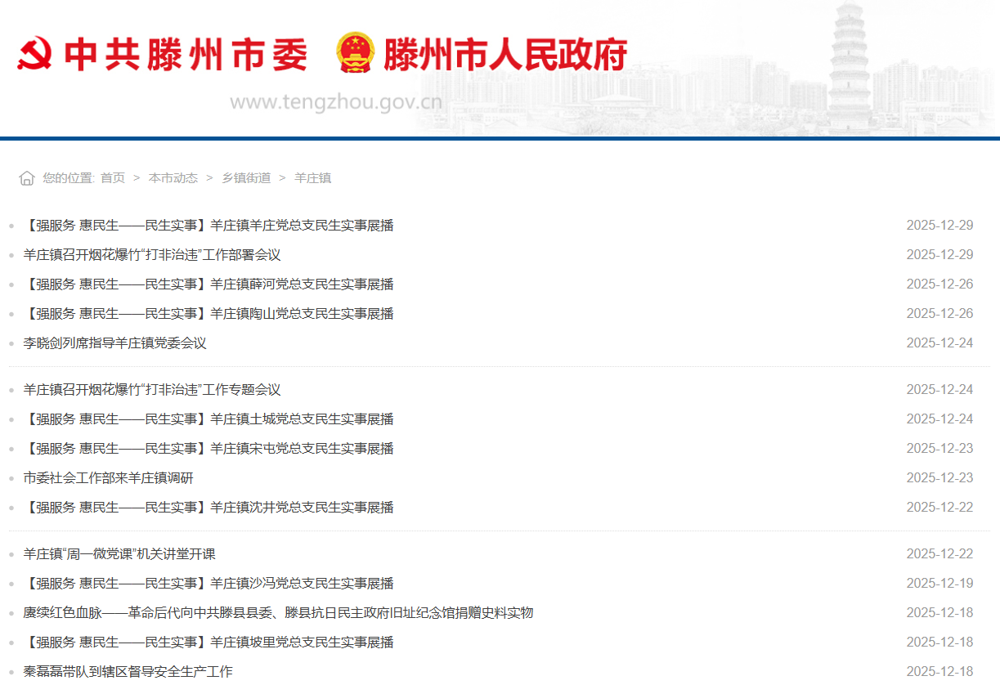 中共滕州市委 滕州市人民政府
www.tengzhou.gov.cn
您的位置: 首页 > 本市动态 > 乡镇街道 > 羊庄镇
【强服务 惠民生——民生实事】羊庄镇羊庄党总支民生实事展播 2025-12-29
羊庄镇召开烟花爆竹“打非治违”工作部署会议 2025-12-29
【强服务 惠民生——民生实事】羊庄镇薛河党总支民生实事展播 2025-12-26
【强服务 惠民生——民生实事】羊庄镇陶山党总支民生实事展播 2025-12-26
李晓剑列席指导羊庄镇党委会议 2025-12-24
羊庄镇召开烟花爆竹“打非治违”工作专题会议 2025-12-24
【强服务 惠民生——民生实事】羊庄镇土城党总支民生实事展播 2025-12-24
【强服务 惠民生——民生实事】羊庄镇宋屯党总支民生实事展播 2025-12-23
市委社会工作部来羊庄镇调研 2025-12-23
【强服务 惠民生——民生实事】羊庄镇沈井党总支民生实事展播 2025-12-22
羊庄镇“周一微党课”机关讲堂开课 2025-12-22
【强服务 惠民生——民生实事】羊庄镇沙冯党总支民生实事展播 2025-12-19
赓续红色血脉——革命后代向中共滕县县委、滕县抗日民主政府旧址纪念馆捐赠史料实物 2025-12-18
【强服务 惠民生——民生实事】羊庄镇坡里党总支民生实事展播 2025-12-18
秦磊磊带队到辖区督导安全生产工作 2025-12-18